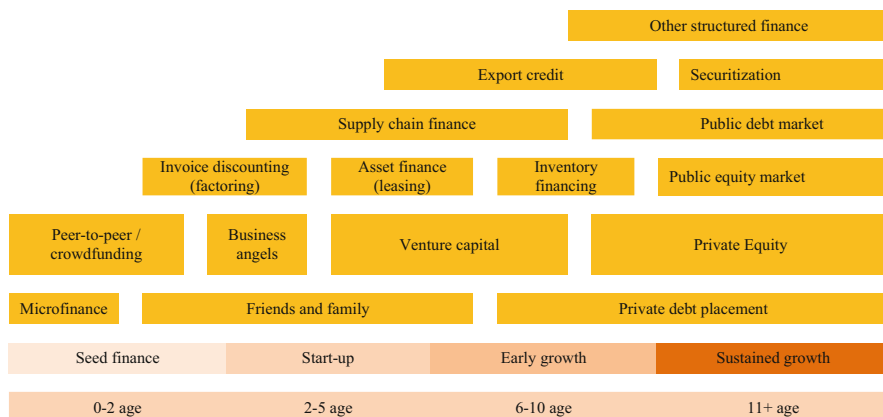 Other structured finance
Export credit
Securitization
Supply chain finance
Public debt market
Invoice discounting
(factoring)
Asset finance
(leasing)
Inventory
financing
Public equity market
Peer-to-peer /
crowdfunding
Business
angels
Venture capital
Private Equity
Microfinance
Friends and family
Private debt placement
Seed finance
Start-up
Early growth
Sustained growth
0-2 age
2-5 age
6-10 age
11+ age